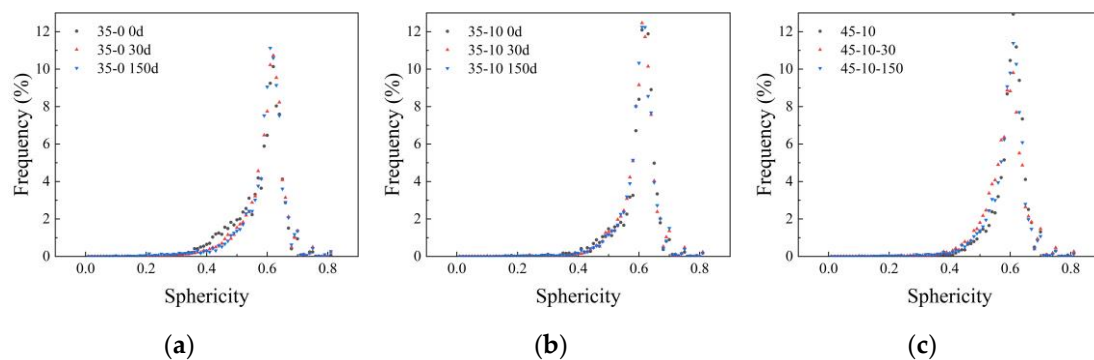 12
10
8
6
4
2
0
Frequency (%)
35-0 0d
35-0 30d
35-0 150d
0.0 0.2 0.4 0.6 0.8
Sphericity
(a)
12
10
8
6
4
2
0
Frequency (%)
35-10 0d
35-10 30d
35-10 150d
0.0 0.2 0.4 0.6 0.8
Sphericity
(b)
12
10
8
6
4
2
0
Frequency (%)
45-10
45-10-30
45-10-150
0.0 0.2 0.4 0.6 0.8
Sphericity
(c)